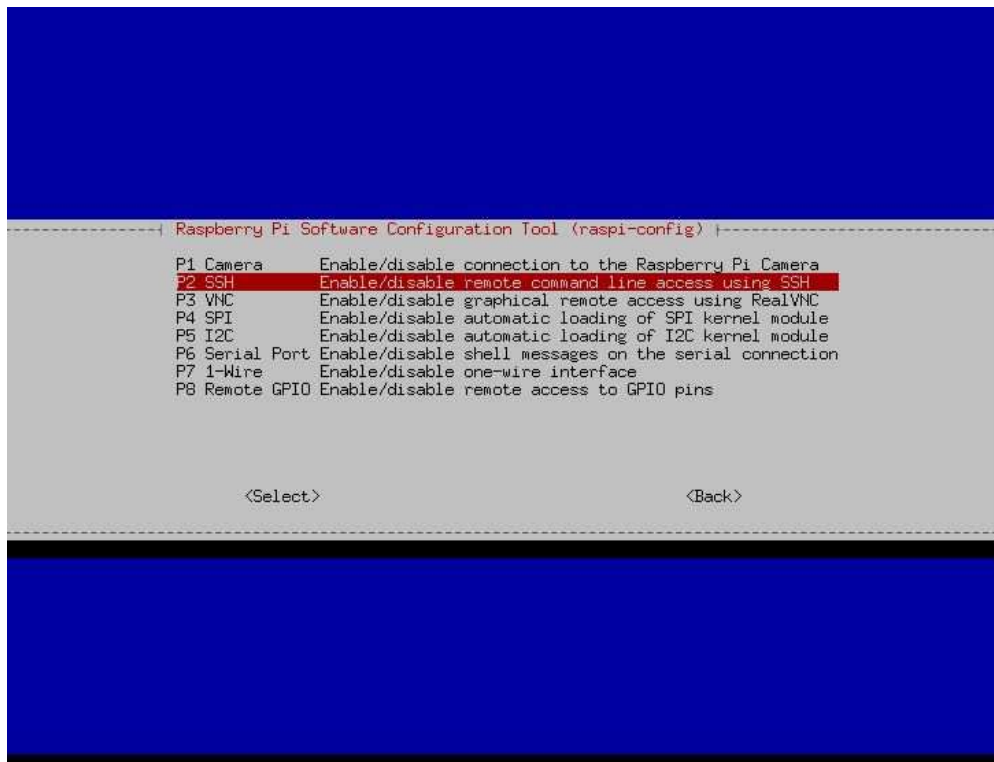 Raspberry Pi Software Configuration Tool (raspi-config)
P1 Camera Enable/disable connection to the Raspberry Pi Camera
P2 SSH Enable/disable remote command line access using SSH
P3 VNC Enable/disable graphical remote access using RealVNC
P4 SPI Enable/disable automatic loading of SPI kernel module
P5 I2C Enable/disable automatic loading of I2C kernel module
P6 Serial Port Enable/disable shell messages on the serial connection
P7 1-Wire Enable/disable one-wire interface
P8 Remote GPIO Enable/disable remote access to GPIO pins
<Select> <Back>